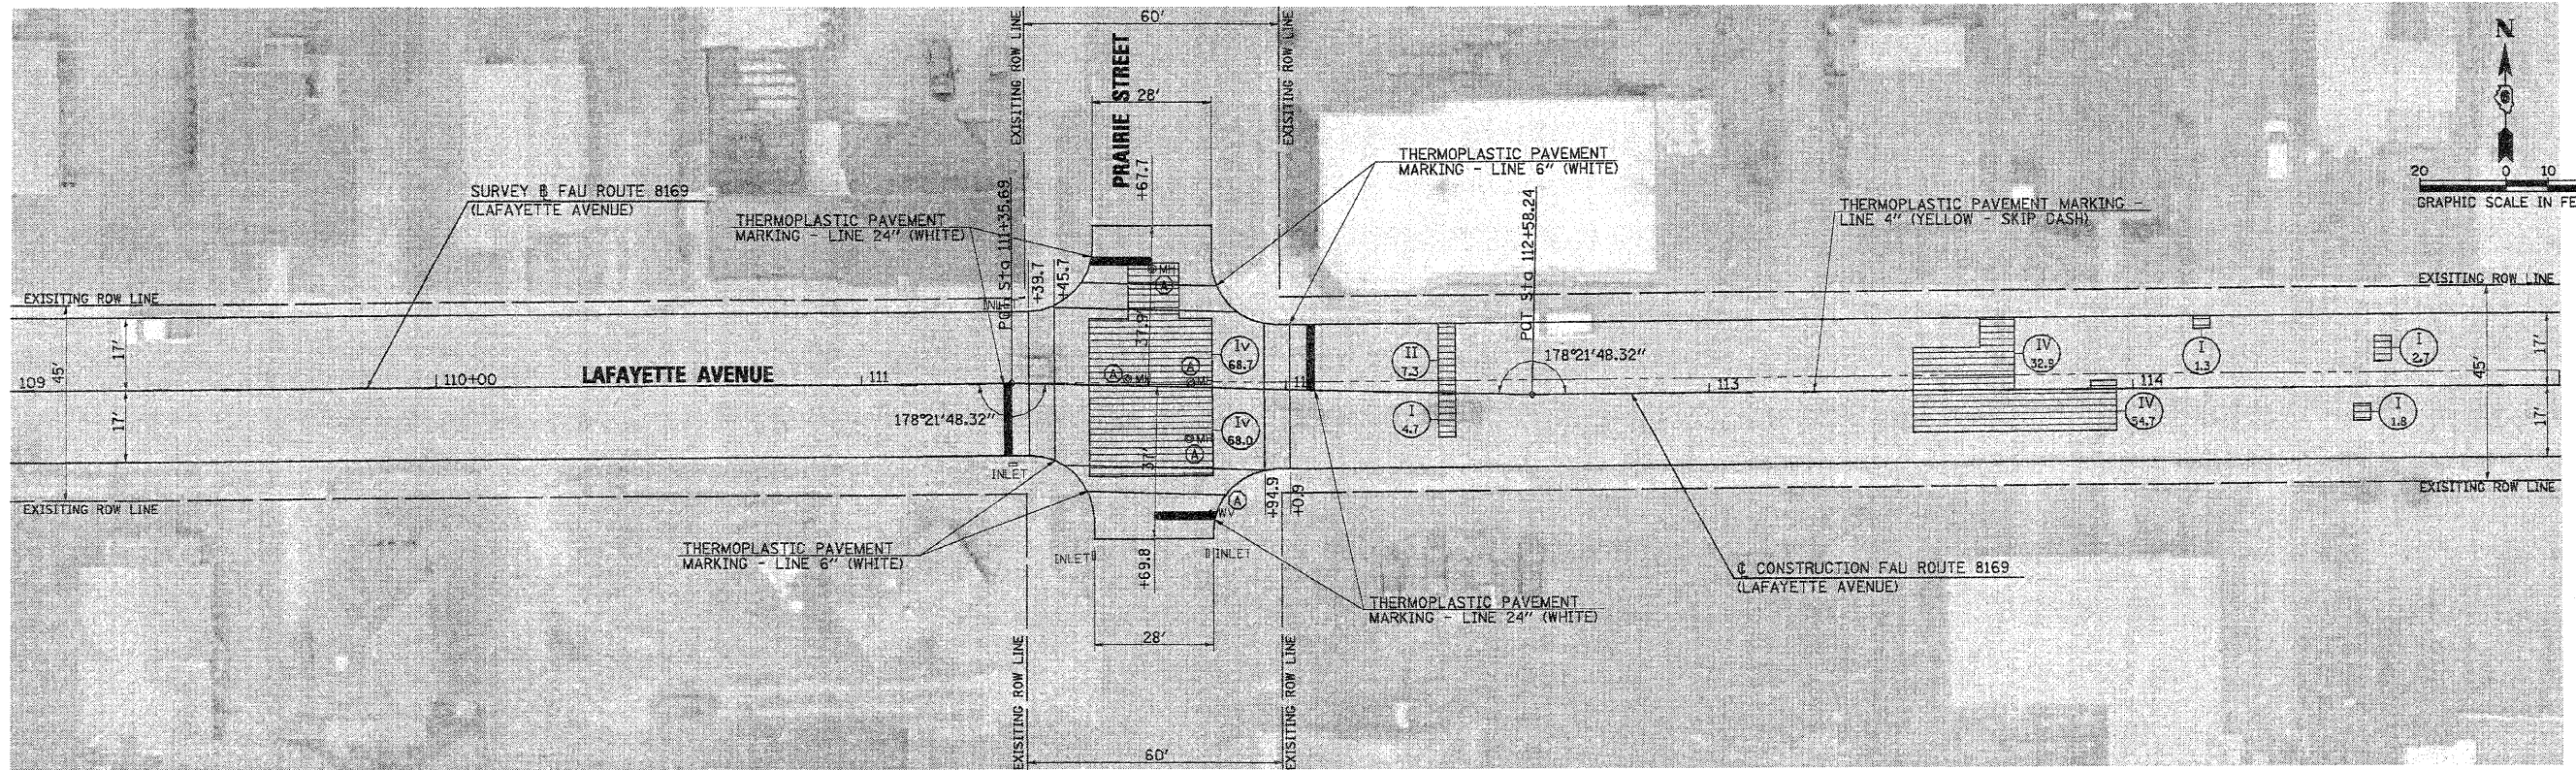 60'
EXISITING ROW LINE
EXISITING ROW LINE
PRAIRIE STREET
28'
+67.7
N
20 0 10
GRAPHIC SCALE IN FE
THERMOPLASTIC PAVEMENT
MARKING - LINE 6" (WHITE)
SURVEY ℄ FAU ROUTE 8169
(LAFAYETTE AVENUE)
THERMOPLASTIC PAVEMENT
MARKING - LINE 24" (WHITE)
POT Sta 111+35.69
+39.7
+45.7
POT Sta 112+58.24
THERMOPLASTIC PAVEMENT MARKING -
LINE 4" (YELLOW - SKIP DASH)
EXISITING ROW LINE
EXISITING ROW LINE
MH
A
37.9'
17'
45'
17'
109
110+00
LAFAYETTE AVENUE
111
178°21'48.32"
A
MH
A
IV
68.7
IV
68.0
MH
A
37'
II
7.3
I
4.7
178°21'48.32"
113
IV
32.9
I
1.3
I
2.7
114
IV
54.7
I
1.8
17'
45'
17'
INLET
EXISITING ROW LINE
EXISITING ROW LINE
A
WV
+94.9
+0.9
THERMOPLASTIC PAVEMENT
MARKING - LINE 6" (WHITE)
INLET
INLET
+69.8
℄ CONSTRUCTION FAU ROUTE 8169
(LAFAYETTE AVENUE)
THERMOPLASTIC PAVEMENT
MARKING - LINE 24" (WHITE)
28'
EXISITING ROW LINE
EXISITING ROW LINE
60'